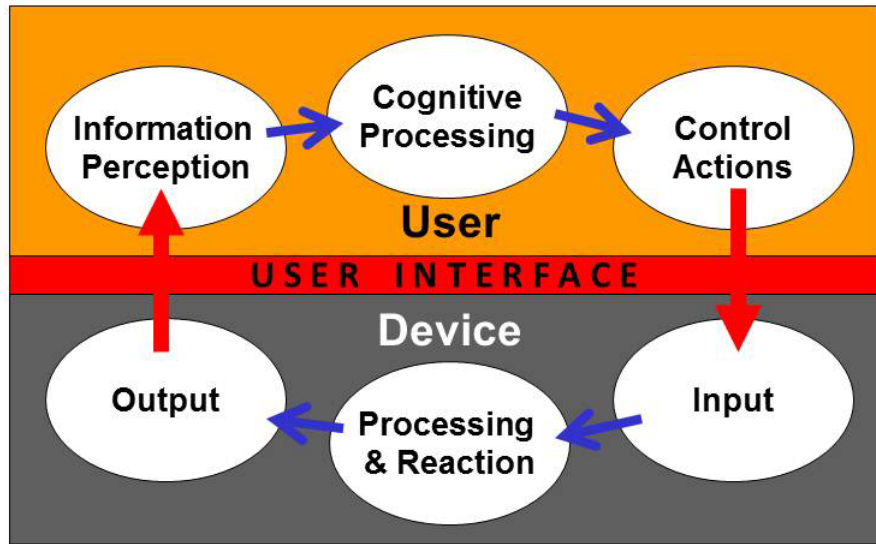 Information
Perception
Cognitive
Processing
Control
Actions
User
USER INTERFACE
Device
Output
Processing
& Reaction
Input